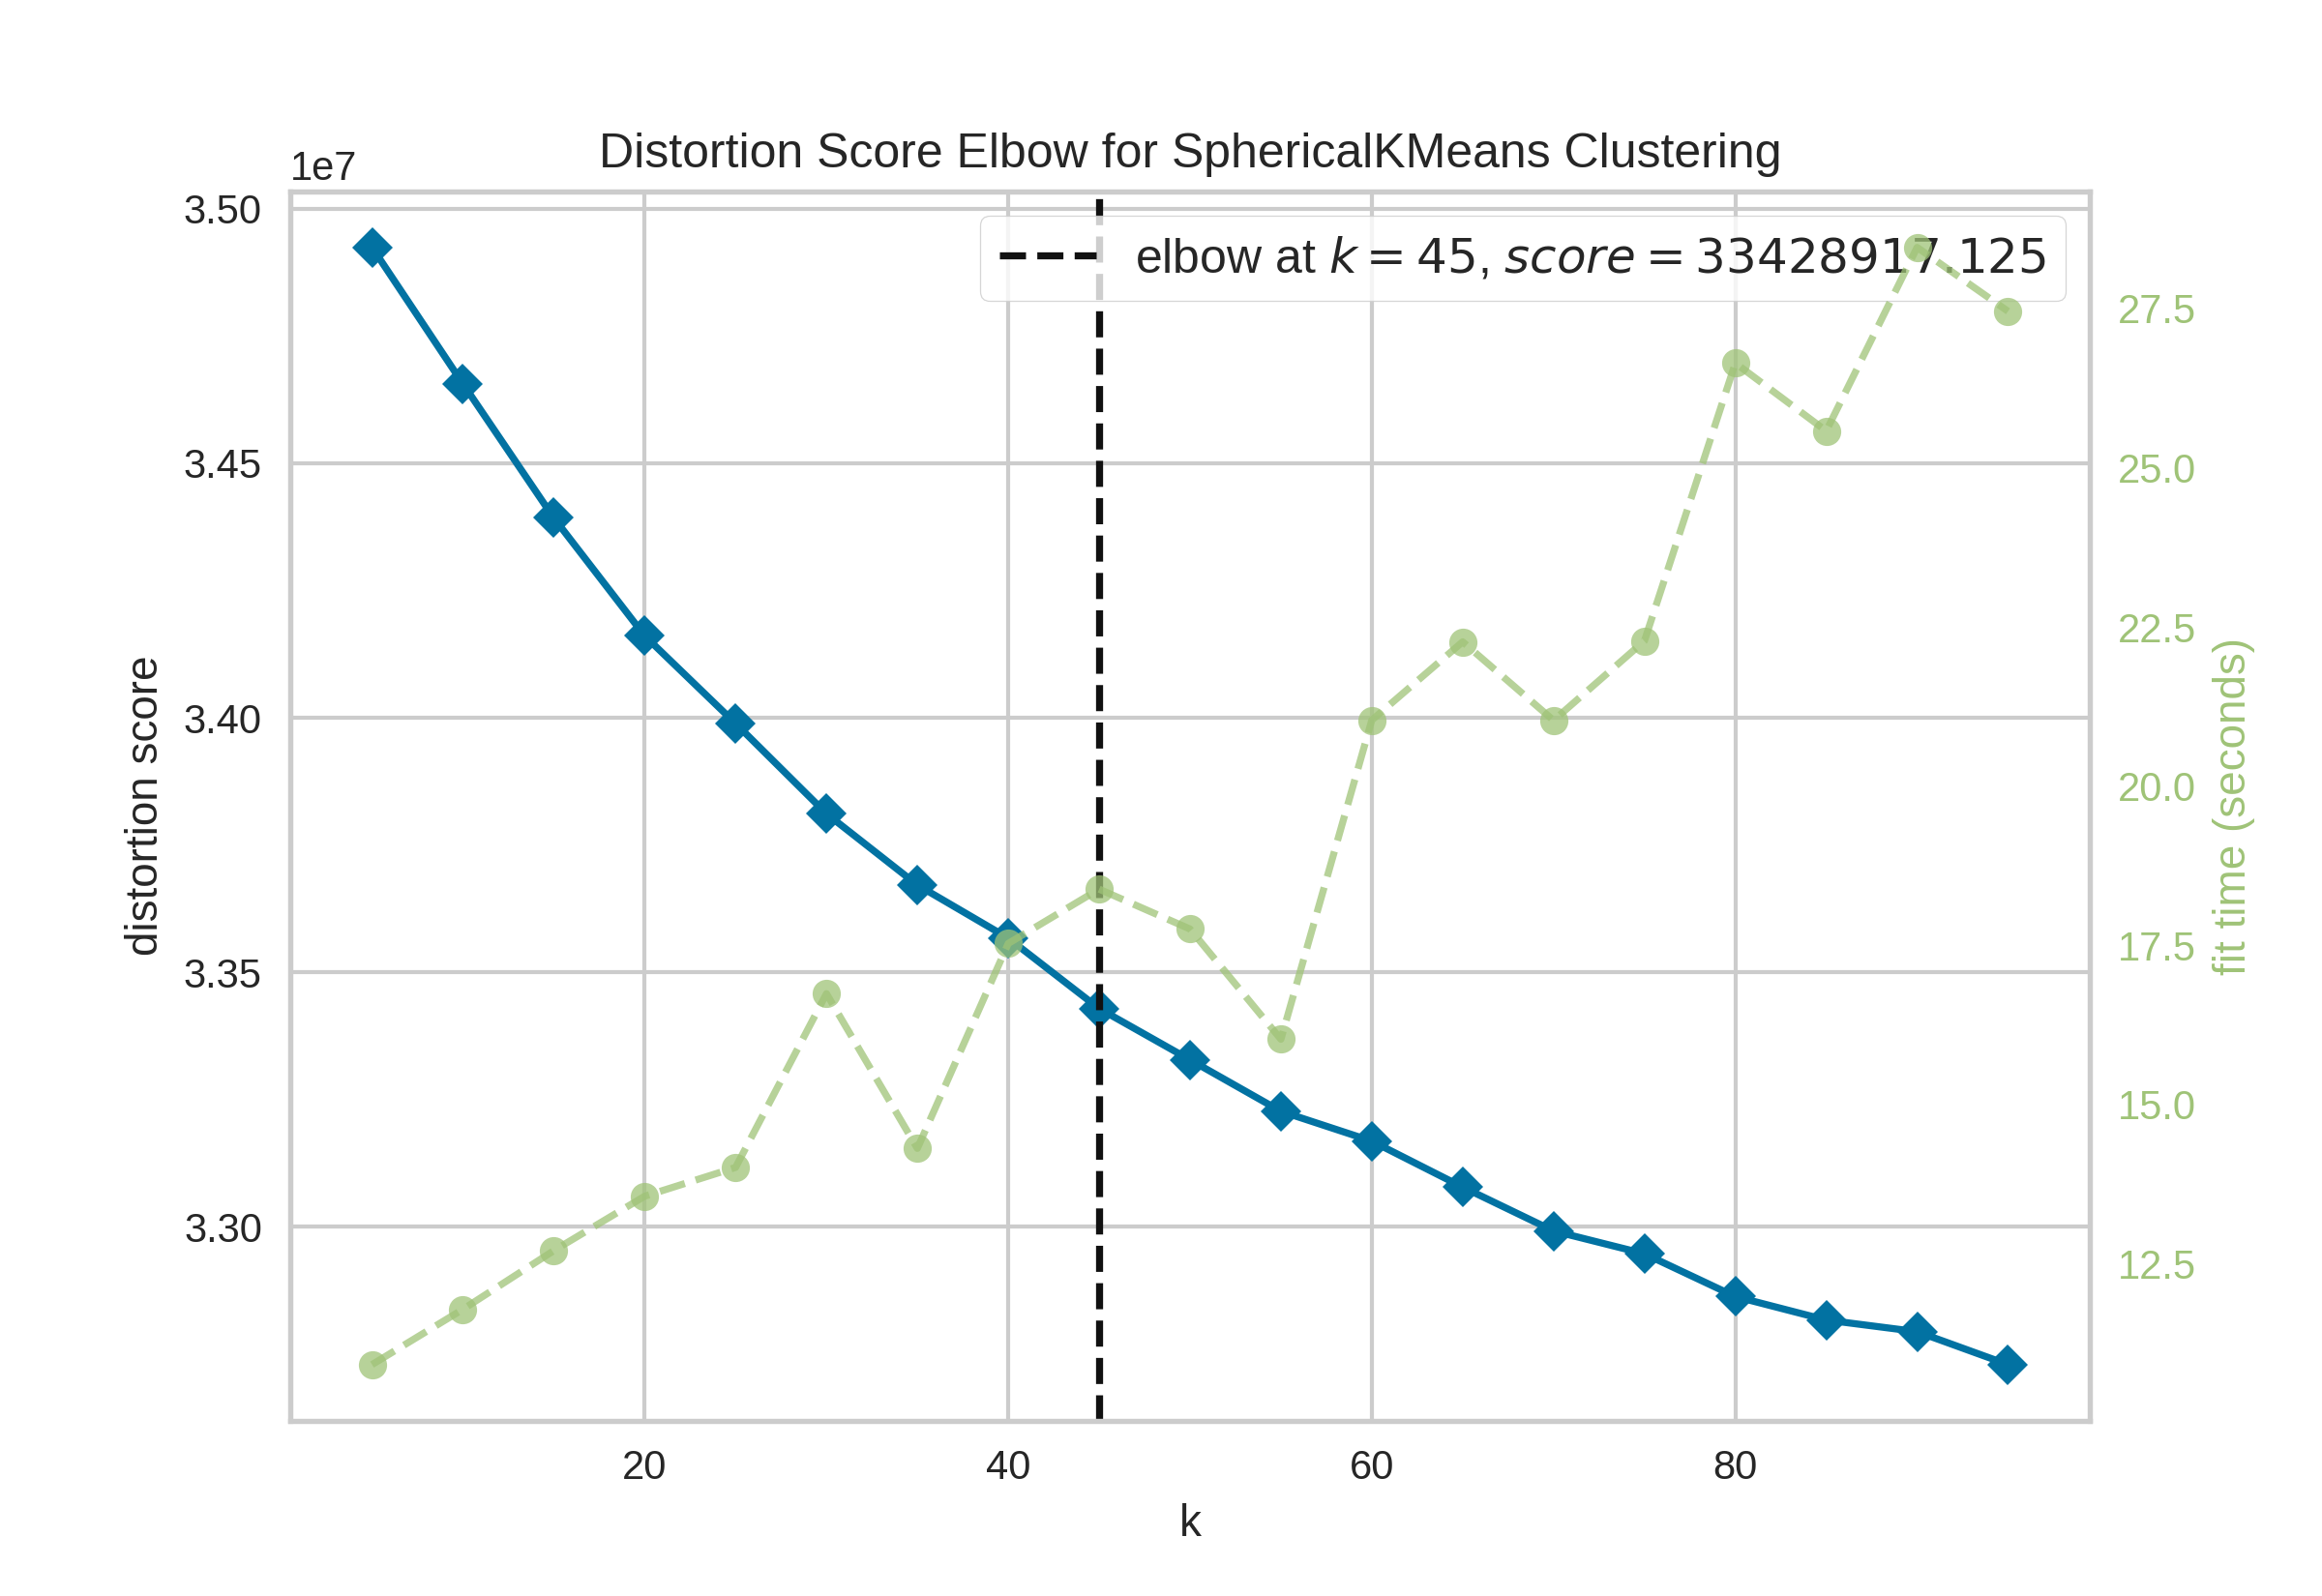 Distortion Score Elbow for SphericalKMeans Clustering
1e7
elbow at k = 45, score = 33428917.125
3.50
3.45
3.40
3.35
3.30
distortion score
27.5
25.0
22.5
20.0
17.5
15.0
12.5
fit time (seconds)
20 40 60 80
k